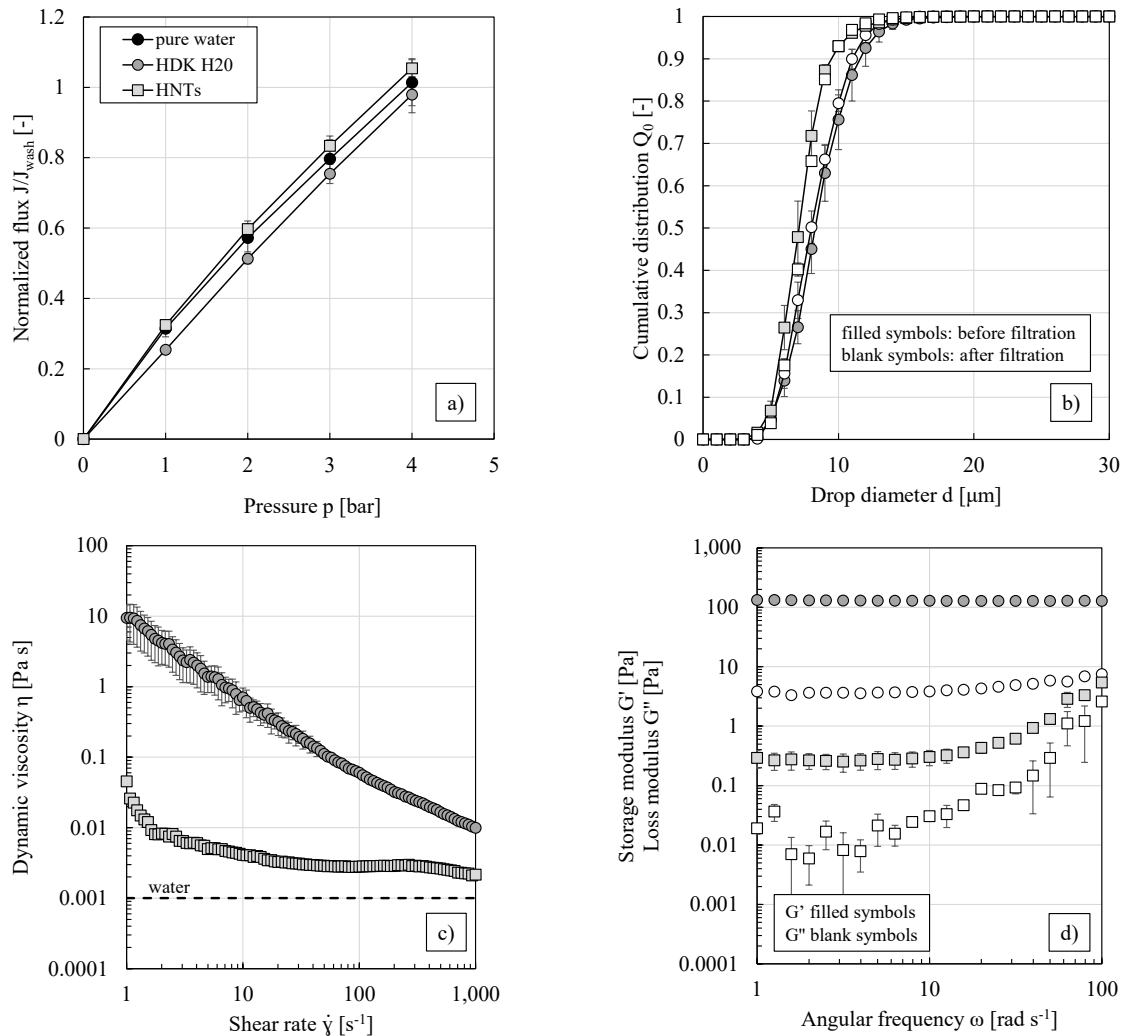 1.2
1
0.8
0.6
0.4
0.2
0
0
1
2
3
4
5
Normalized flux J/J_wash [-]
Pressure p [bar]
pure water
HDK H20
HNTs
a)
1
0.9
0.8
0.7
0.6
0.5
0.4
0.3
0.2
0.1
0
0
10
20
30
Cumulative distribution Q_0 [-]
Drop diameter d [µm]
filled symbols: before filtration
blank symbols: after filtration
b)
100
10
1
0.1
0.01
0.001
0.0001
1
10
100
1,000
Dynamic viscosity η [Pa s]
Shear rate γ̇ [s⁻¹]
water
c)
1,000
100
10
1
0.1
0.01
0.001
0.0001
1
10
100
Storage modulus G' [Pa]
Loss modulus G" [Pa]
Angular frequency ω [rad s⁻¹]
G’ filled symbols
G" blank symbols
d)